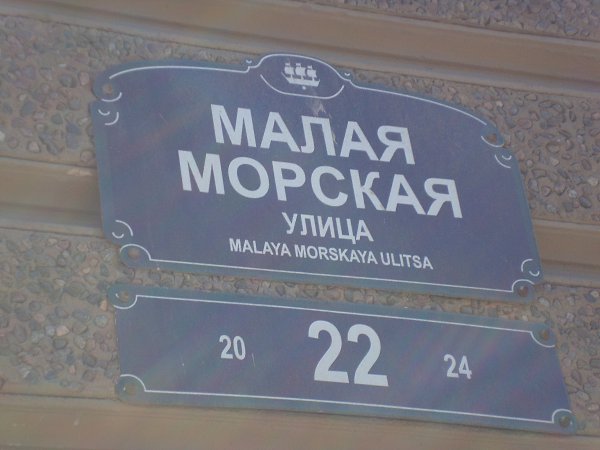 МАЛАЯ
МОРСКАЯ
УЛИЦА
MALAYA MORSKAYA ULITSA
20 22 24